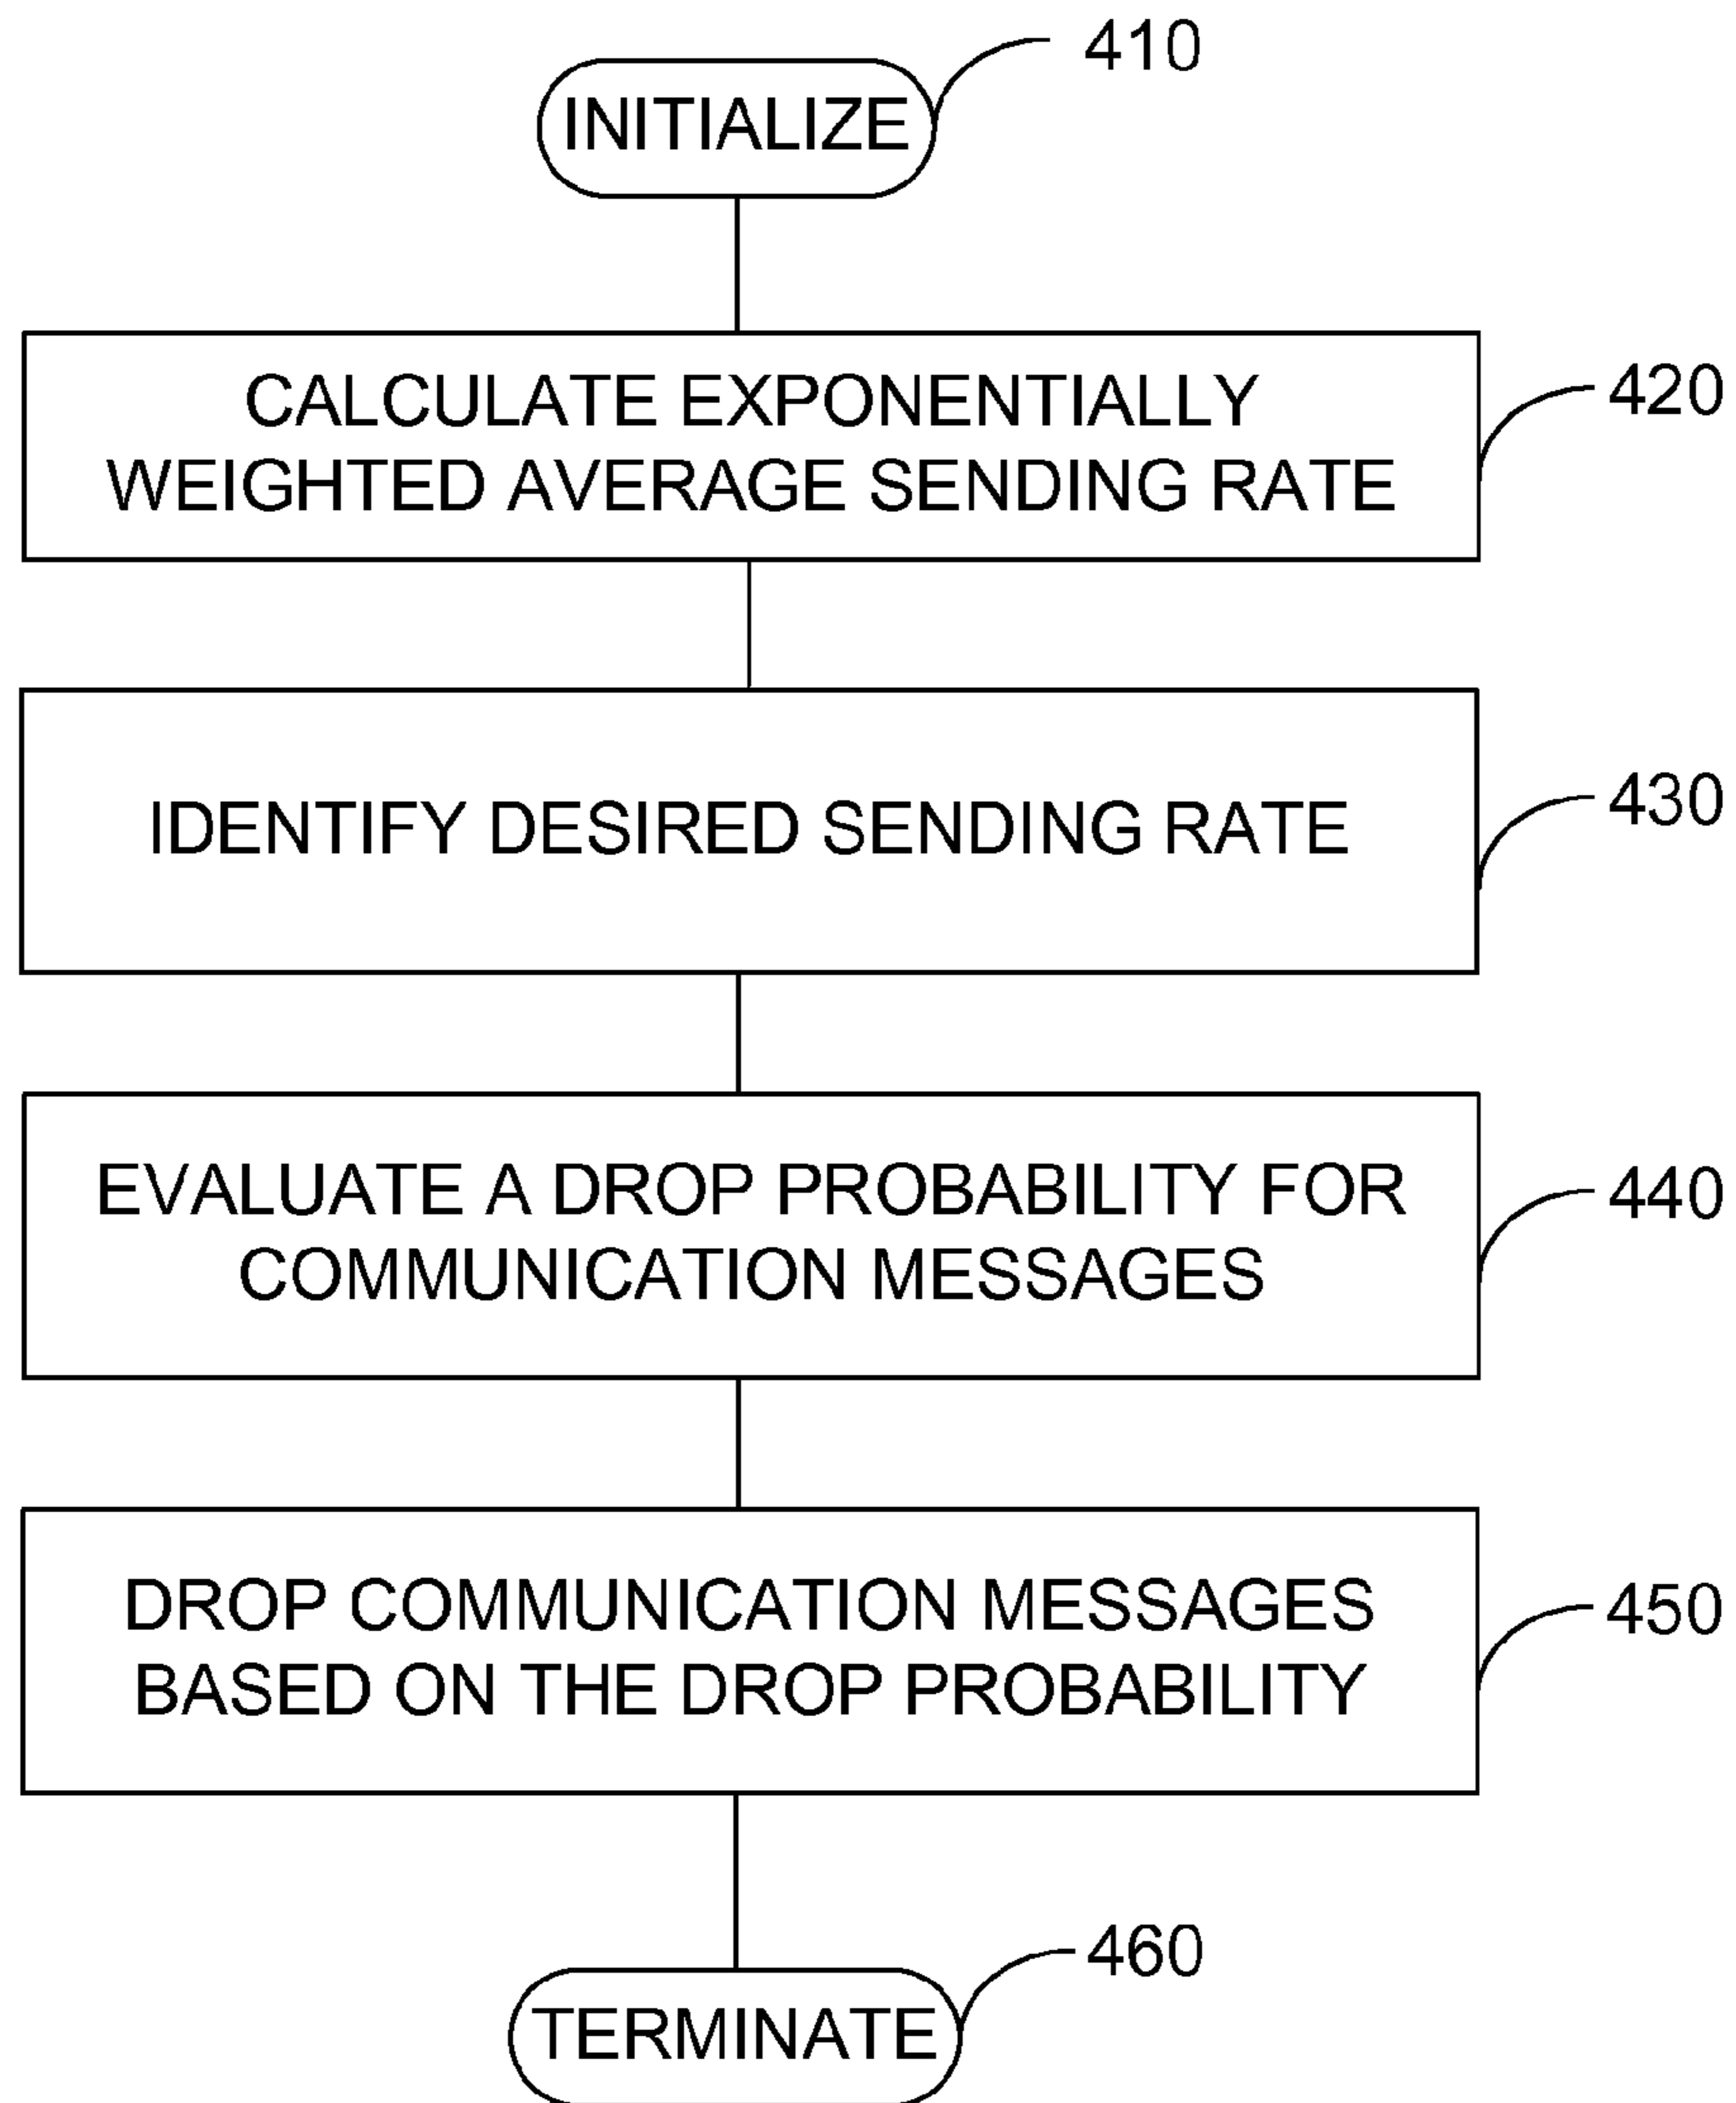 410
INITIALIZE
CALCULATE EXPONENTIALLY
WEIGHTED AVERAGE SENDING RATE
420
IDENTIFY DESIRED SENDING RATE
430
EVALUATE A DROP PROBABILITY FOR
COMMUNICATION MESSAGES
440
DROP COMMUNICATION MESSAGES
BASED ON THE DROP PROBABILITY
450
460
TERMINATE